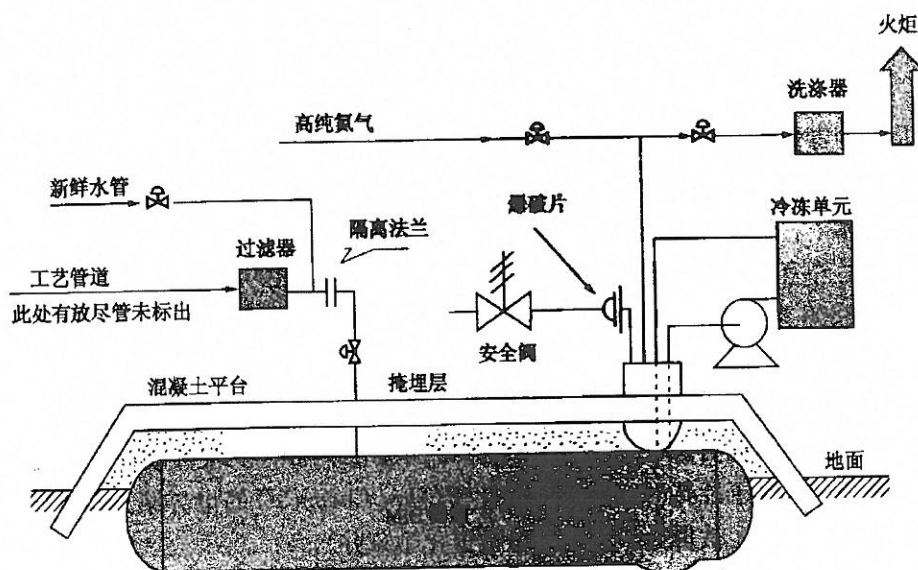 火炬
洗涤器
高纯氮气
新鲜水管
爆破片
冷冻单元
隔离法兰
过滤器
工艺管道
此处有放尽管未标出
安全阀
混凝土平台
掩埋层
地面